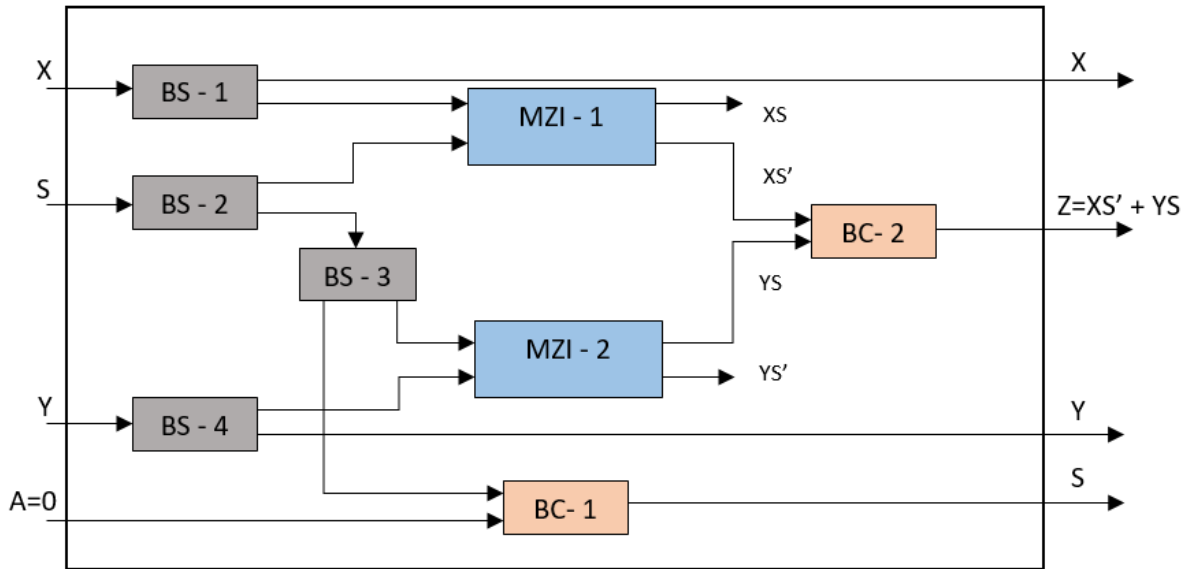 X
BS - 1
X
MZI - 1
XS
S
BS - 2
XS’
Z=XS’ + YS
BC- 2
BS - 3
YS
MZI - 2
YS’
Y
BS - 4
Y
A=0
BC- 1
S